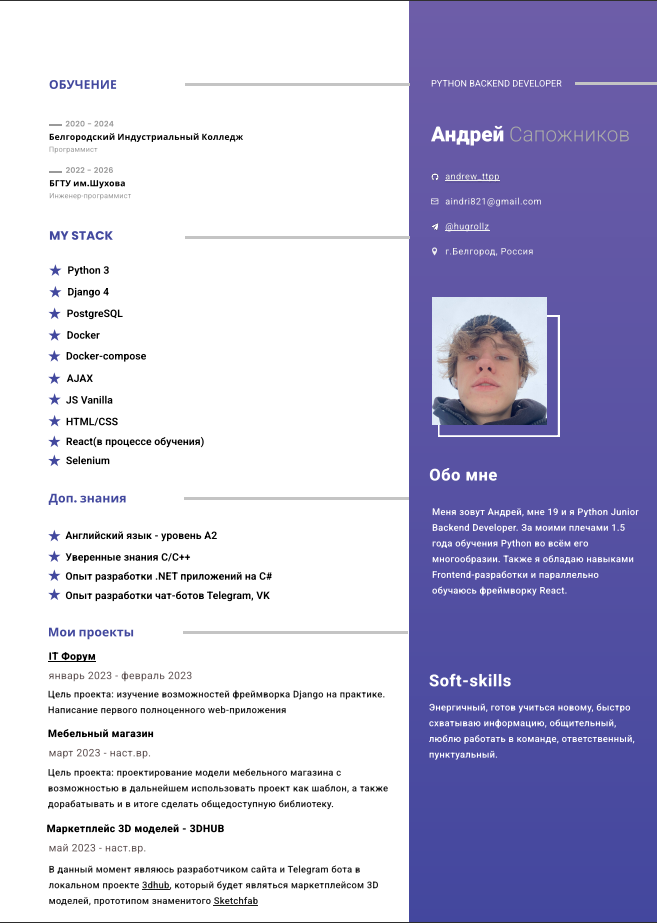 ОБУЧЕНИЕ
2020 - 2024
Белгородский Индустриальный Колледж
Программист
2022 - 2026
БГТУ им.Шухова
Инженер-программист
MY STACK
Python 3
Django 4
PostgreSQL
Docker
Docker-compose
AJAX
JS Vanilla
HTML/CSS
React(в процессе обучения)
Selenium
Доп. знания
Английский язык - уровень A2
Уверенные знания C/C++
Опыт разработки .NET приложений на C#
Опыт разработки чат-ботов Telegram, VK
Мои проекты
IT Форум
январь 2023 - февраль 2023
Цель проекта: изучение возможностей фреймворка Django на практике.
Написание первого полноценного web-приложения
Мебельный магазин
март 2023 - наст.вр.
Цель проекта: проектирование модели мебельного магазина с
возможностью в дальнейшем использовать проект как шаблон, а также
дорабатывать и в итоге сделать общедоступную библиотеку.
Маркетплейс 3D моделей - 3DHUB
май 2023 - наст.вр.
В данный момент являюсь разработчиком сайта и Telegram бота в
локальном проекте 3dhub, который будет являться маркетплейсом 3D
моделей, прототипом знаменитого Sketchfab
PYTHON BACKEND DEVELOPER
Андрей Сапожников
andrew_ttpp
aindri821@gmail.com
@hugrollz
г.Белгород, Россия
Обо мне
Меня зовут Андрей, мне 19 и я Python Junior
Backend Developer. За моими плечами 1.5
года обучения Python во всём его
многообразии. Также я обладаю навыками
Frontend-разработки и параллельно
обучаюсь фреймворку React.
Soft-skills
Энергичный, готов учиться новому, быстро
схватываю информацию, общительный,
люблю работать в команде, ответственный,
пунктуальный.